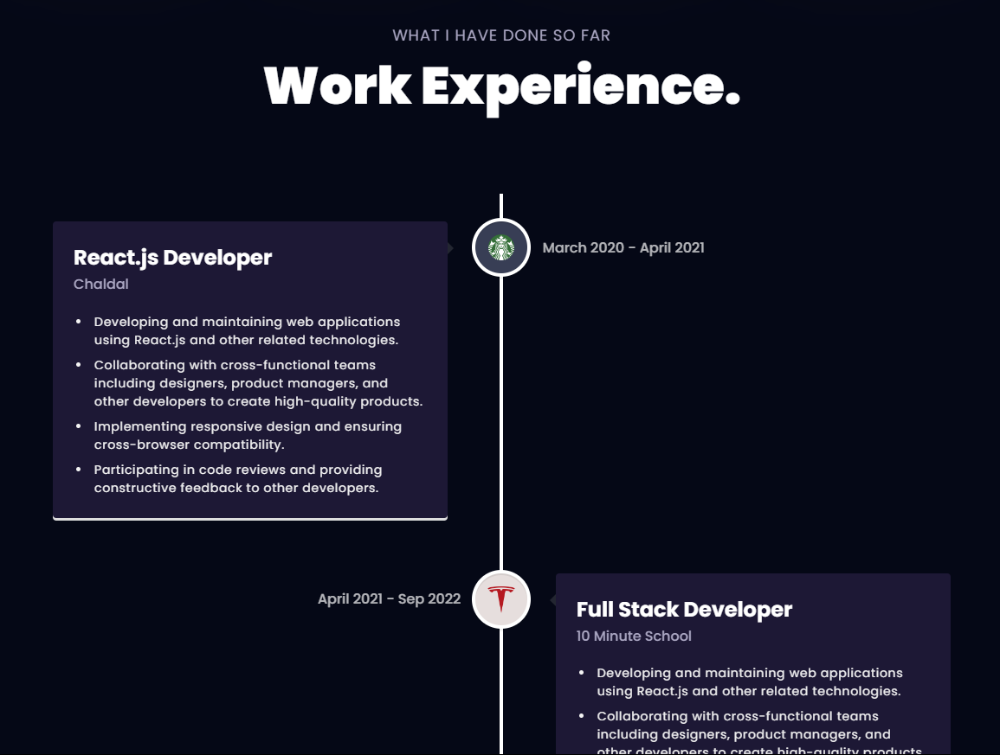 WHAT I HAVE DONE SO FAR
Work Experience.
React.js Developer
Chaldal
• Developing and maintaining web applications
using React.js and other related technologies.
• Collaborating with cross-functional teams
including designers, product managers, and
other developers to create high-quality products.
• Implementing responsive design and ensuring
cross-browser compatibility.
• Participating in code reviews and providing
constructive feedback to other developers.
March 2020 - April 2021
April 2021 - Sep 2022
Full Stack Developer
10 Minute School
• Developing and maintaining web applications
using React.js and other related technologies.
• Collaborating with cross-functional teams
including designers, product managers, and
other developers to create high-quality products.